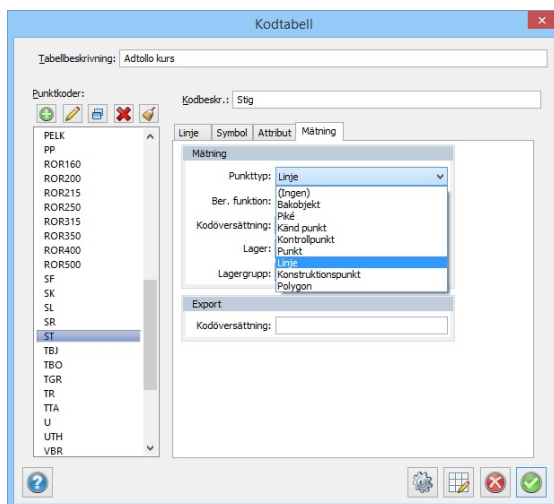 Kodtabell
Tabellbeskrivning: Adtollo kurs
Punktkoder:
Kodbeskr.: Stig
PELK
PP
ROR160
ROR200
ROR215
ROR250
ROR315
ROR350
ROR400
ROR500
SF
SK
SL
SR
ST
TBJ
TBO
TGR
TR
TTA
U
UTH
VBR
Linje Symbol Attribut Mätning
Mätning
Punkttyp: Linje
(Ingen)
Bakobjekt
Piké
Känd punkt
Kontrollpunkt
Punkt
Linje
Konstruktionspunkt
Polygon
Ber. funktion:
Kodöversättning:
Lager:
Lagergrupp:
Export
Kodöversättning: